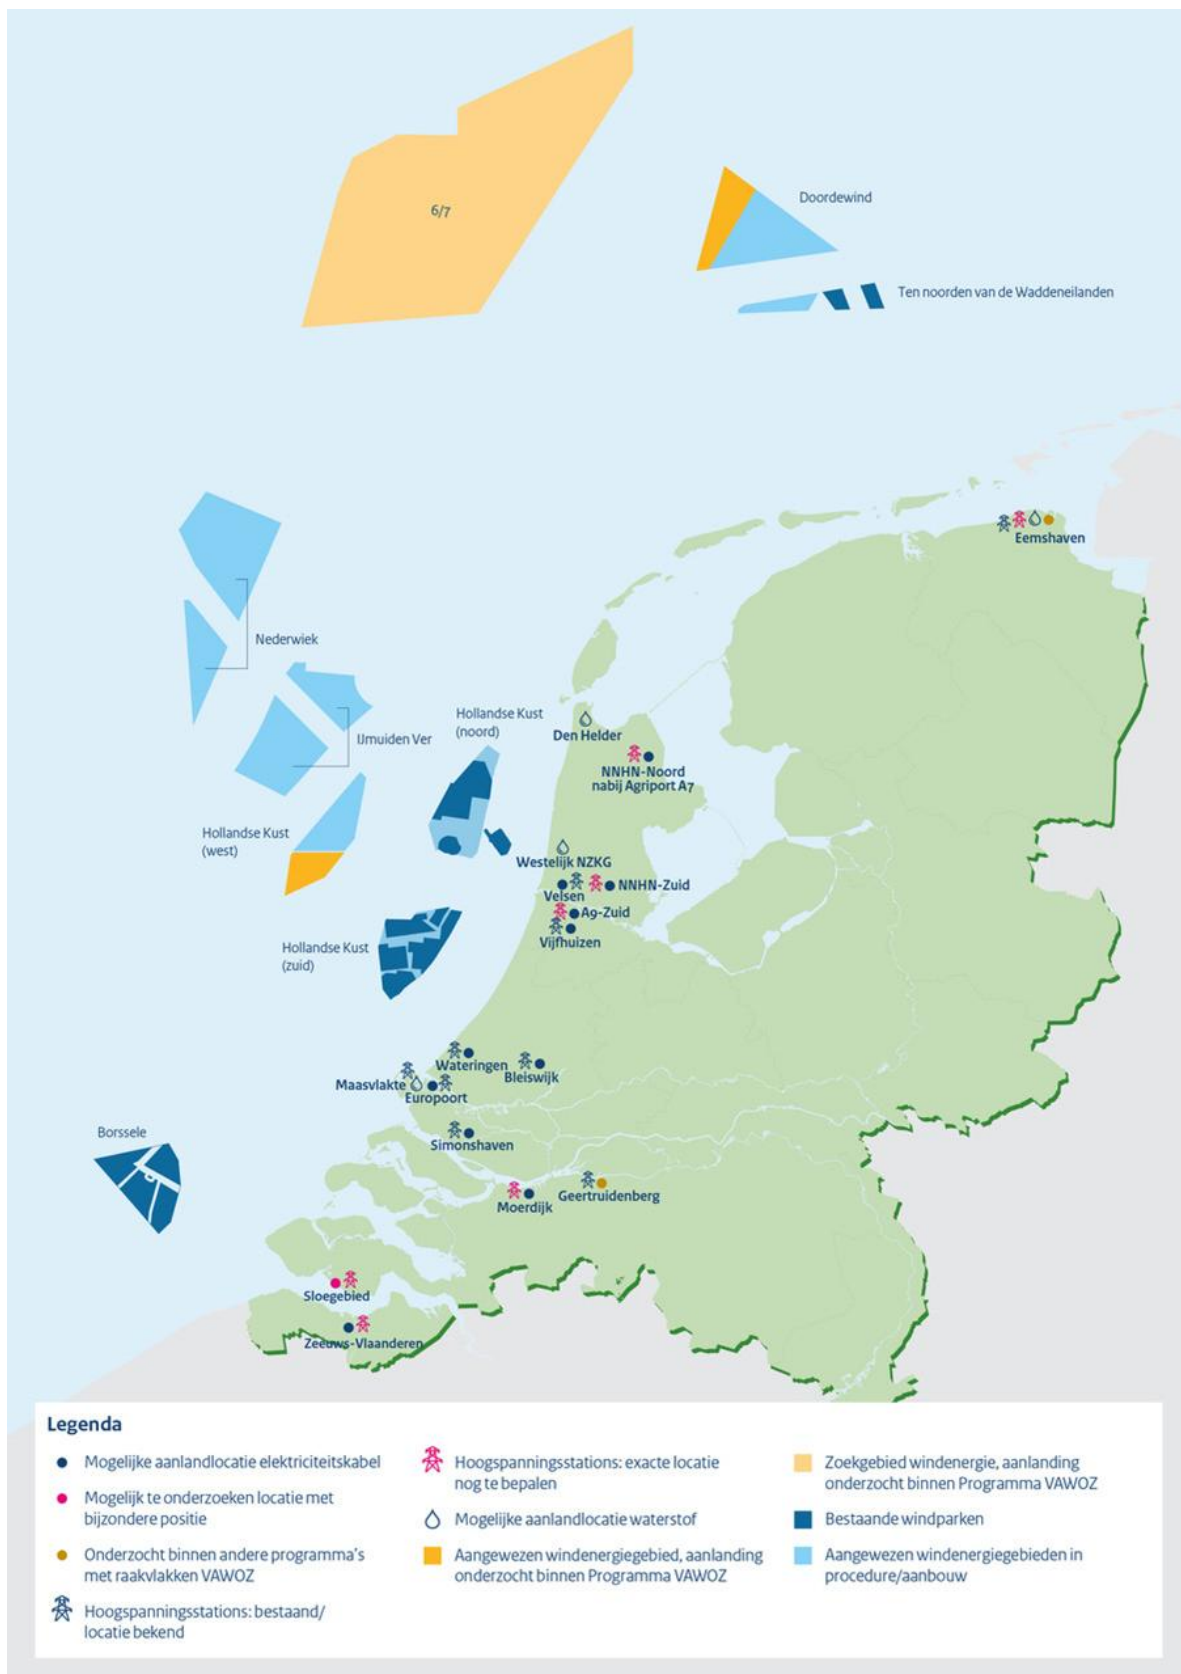 6/7
Doordewind
Ten noorden van de Waddeneilanden
Eemshaven
Nederwiek
Hollandse Kust
(noord)
Den Helder
IJmuiden Ver
NNHN-Noord
nabij Agriport A7
Hollandse Kust
(west)
Westelijk NZKG
Velsen
NNHN-Zuid
A9-Zuid
Vijfhuizen
Hollandse Kust
(zuid)
Wateringen
Bleiswijk
Maasvlakte
Europoort
Borssele
Simonshaven
Moerdijk
Geertruidenberg
Sloegebied
Zeeuws-Vlaanderen
Legenda
Mogelijke aanlandlocatie elektriciteitskabel
Mogelijk te onderzoeken locatie met
bijzondere positie
Onderzocht binnen andere programma's
met raakvlakken VAWOZ
Hoogspanningsstations: bestaand/
locatie bekend
Hoogspanningsstations: exacte locatie
nog te bepalen
Mogelijke aanlandlocatie waterstof
Aangewezen windenergiegebied, aanlanding
onderzocht binnen Programma VAWOZ
Zoekgebied windenergie, aanlanding
onderzocht binnen Programma VAWOZ
Bestaande windparken
Aangewezen windenergiegebieden in
procedure/aanbouw